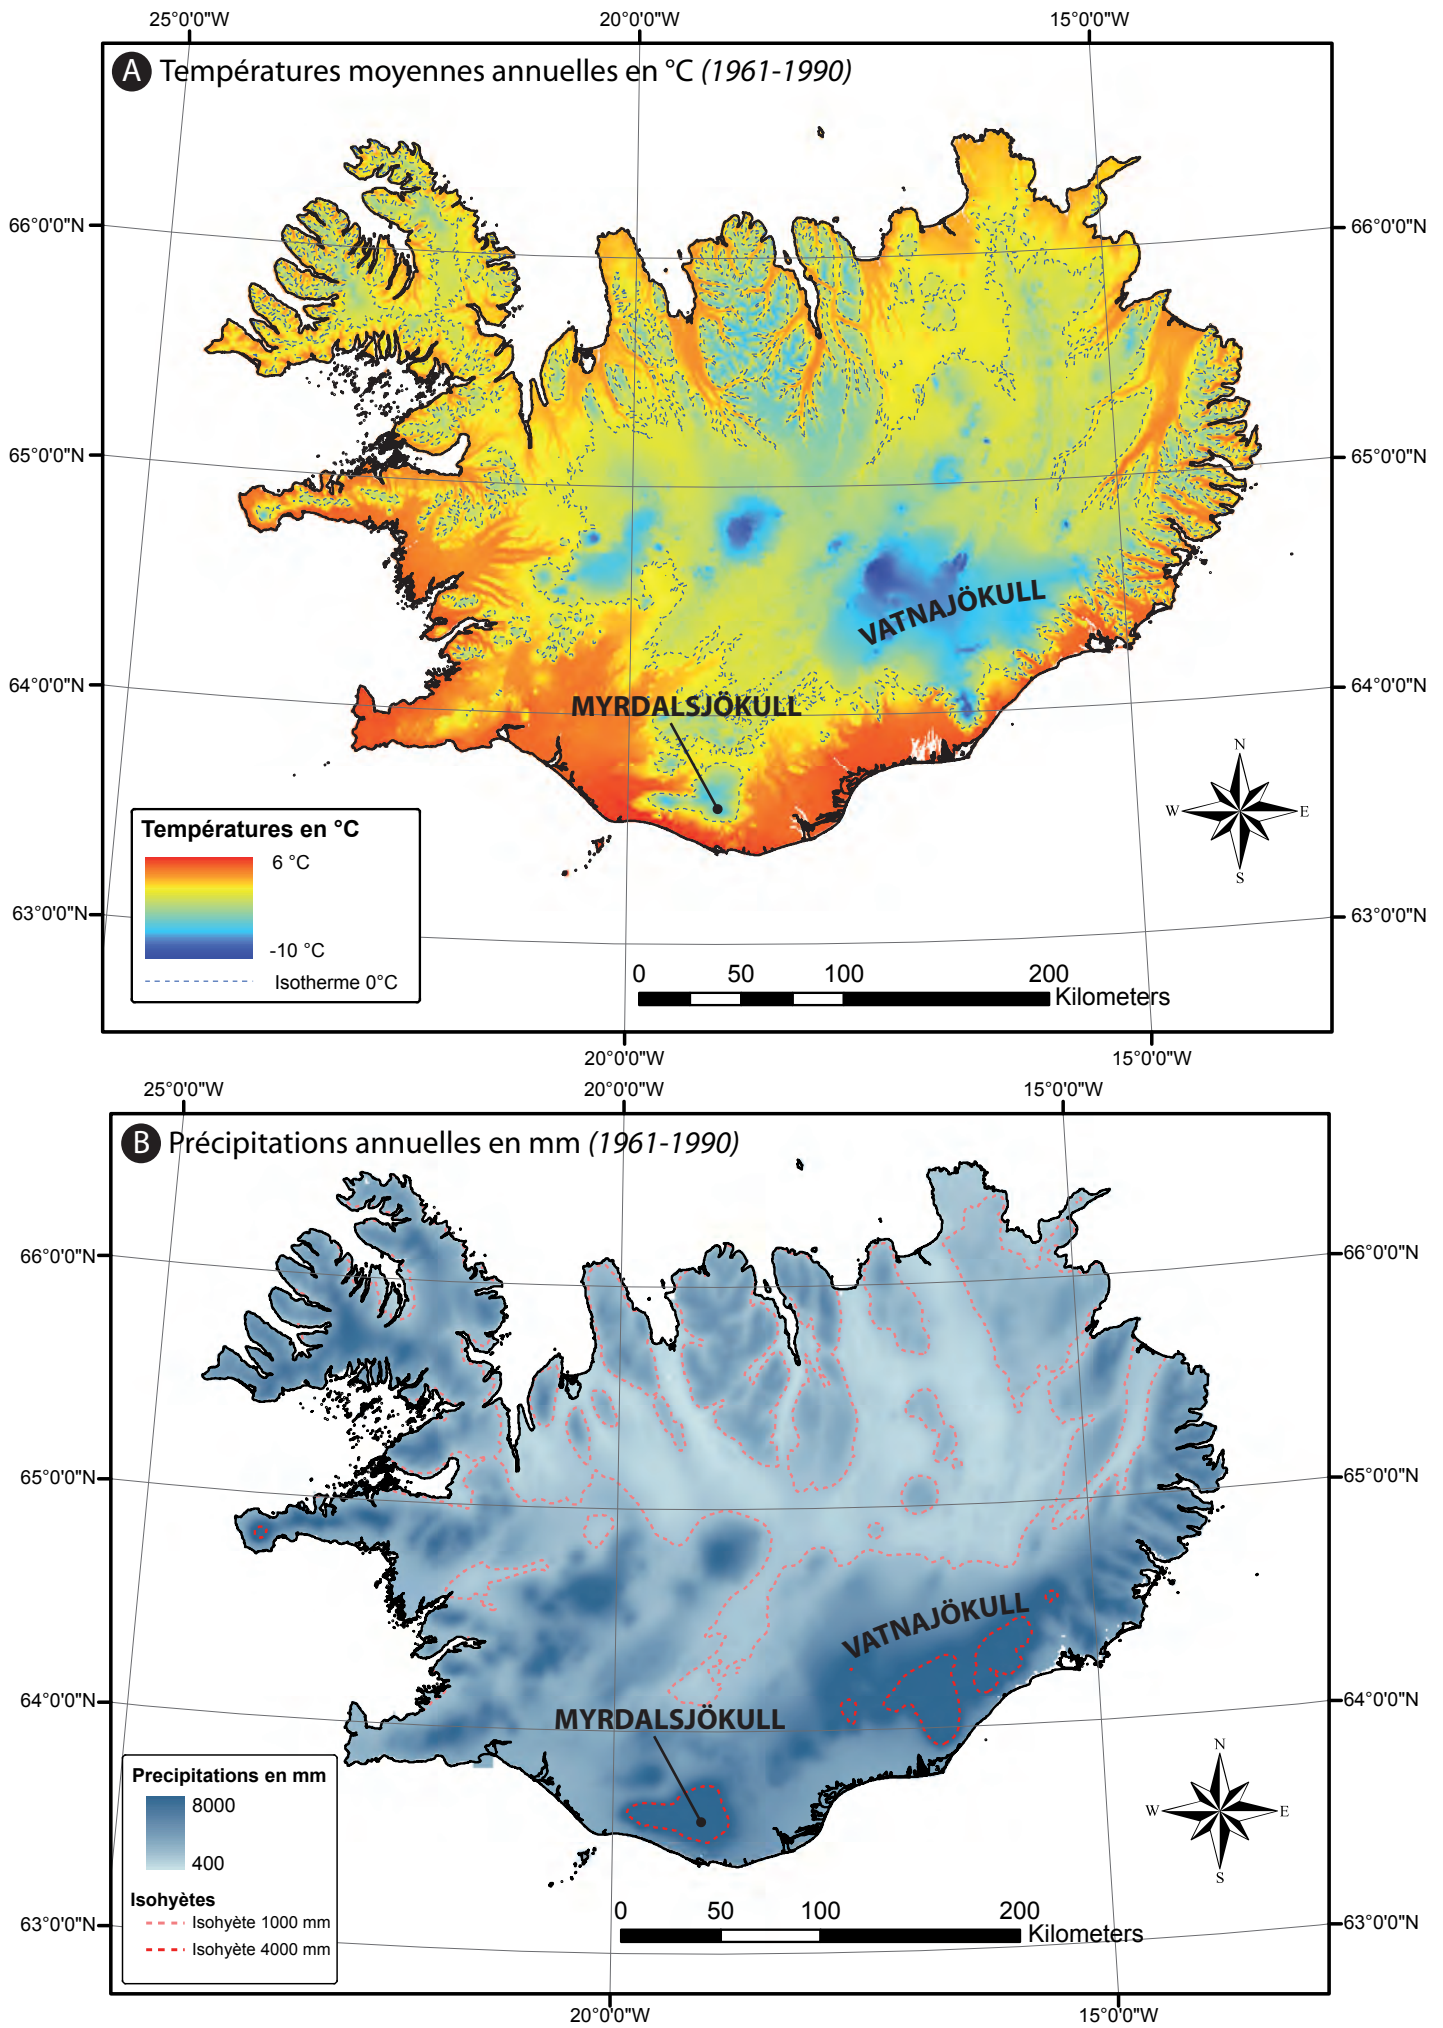 25°0'0"W 20°0'0"W 15°0'0"W
A Températures moyennes annuelles en °C (1961-1990)
66°0'0"N 66°0'0"N
65°0'0"N 65°0'0"N
VATNAJÖKULL
64°0'0"N 64°0'0"N
MYRDALSJÖKULL
N
W E
S
Températures en °C
6 °C
-10 °C
Isotherme 0°C
63°0'0"N 63°0'0"N
0 50 100 200
Kilometers
20°0'0"W 15°0'0"W
25°0'0"W 20°0'0"W 15°0'0"W
B Précipitations annuelles en mm (1961-1990)
66°0'0"N 66°0'0"N
65°0'0"N 65°0'0"N
VATNAJÖKULL
64°0'0"N 64°0'0"N
MYRDALSJÖKULL
N
W E
S
Precipitations en mm
8000
400
Isohyètes
Isohyète 1000 mm
Isohyète 4000 mm
63°0'0"N 63°0'0"N
0 50 100 200
Kilometers
20°0'0"W 15°0'0"W